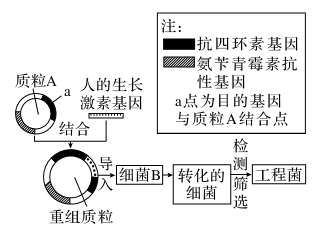 注:
抗四环素基因
氨苄青霉素抗
性基因
a点为目的基因
与质粒A结合点
质粒A
a
人的生长
激素基因
结合
导入
细菌B
转化的
细菌
检测筛选
工程菌
重组质粒